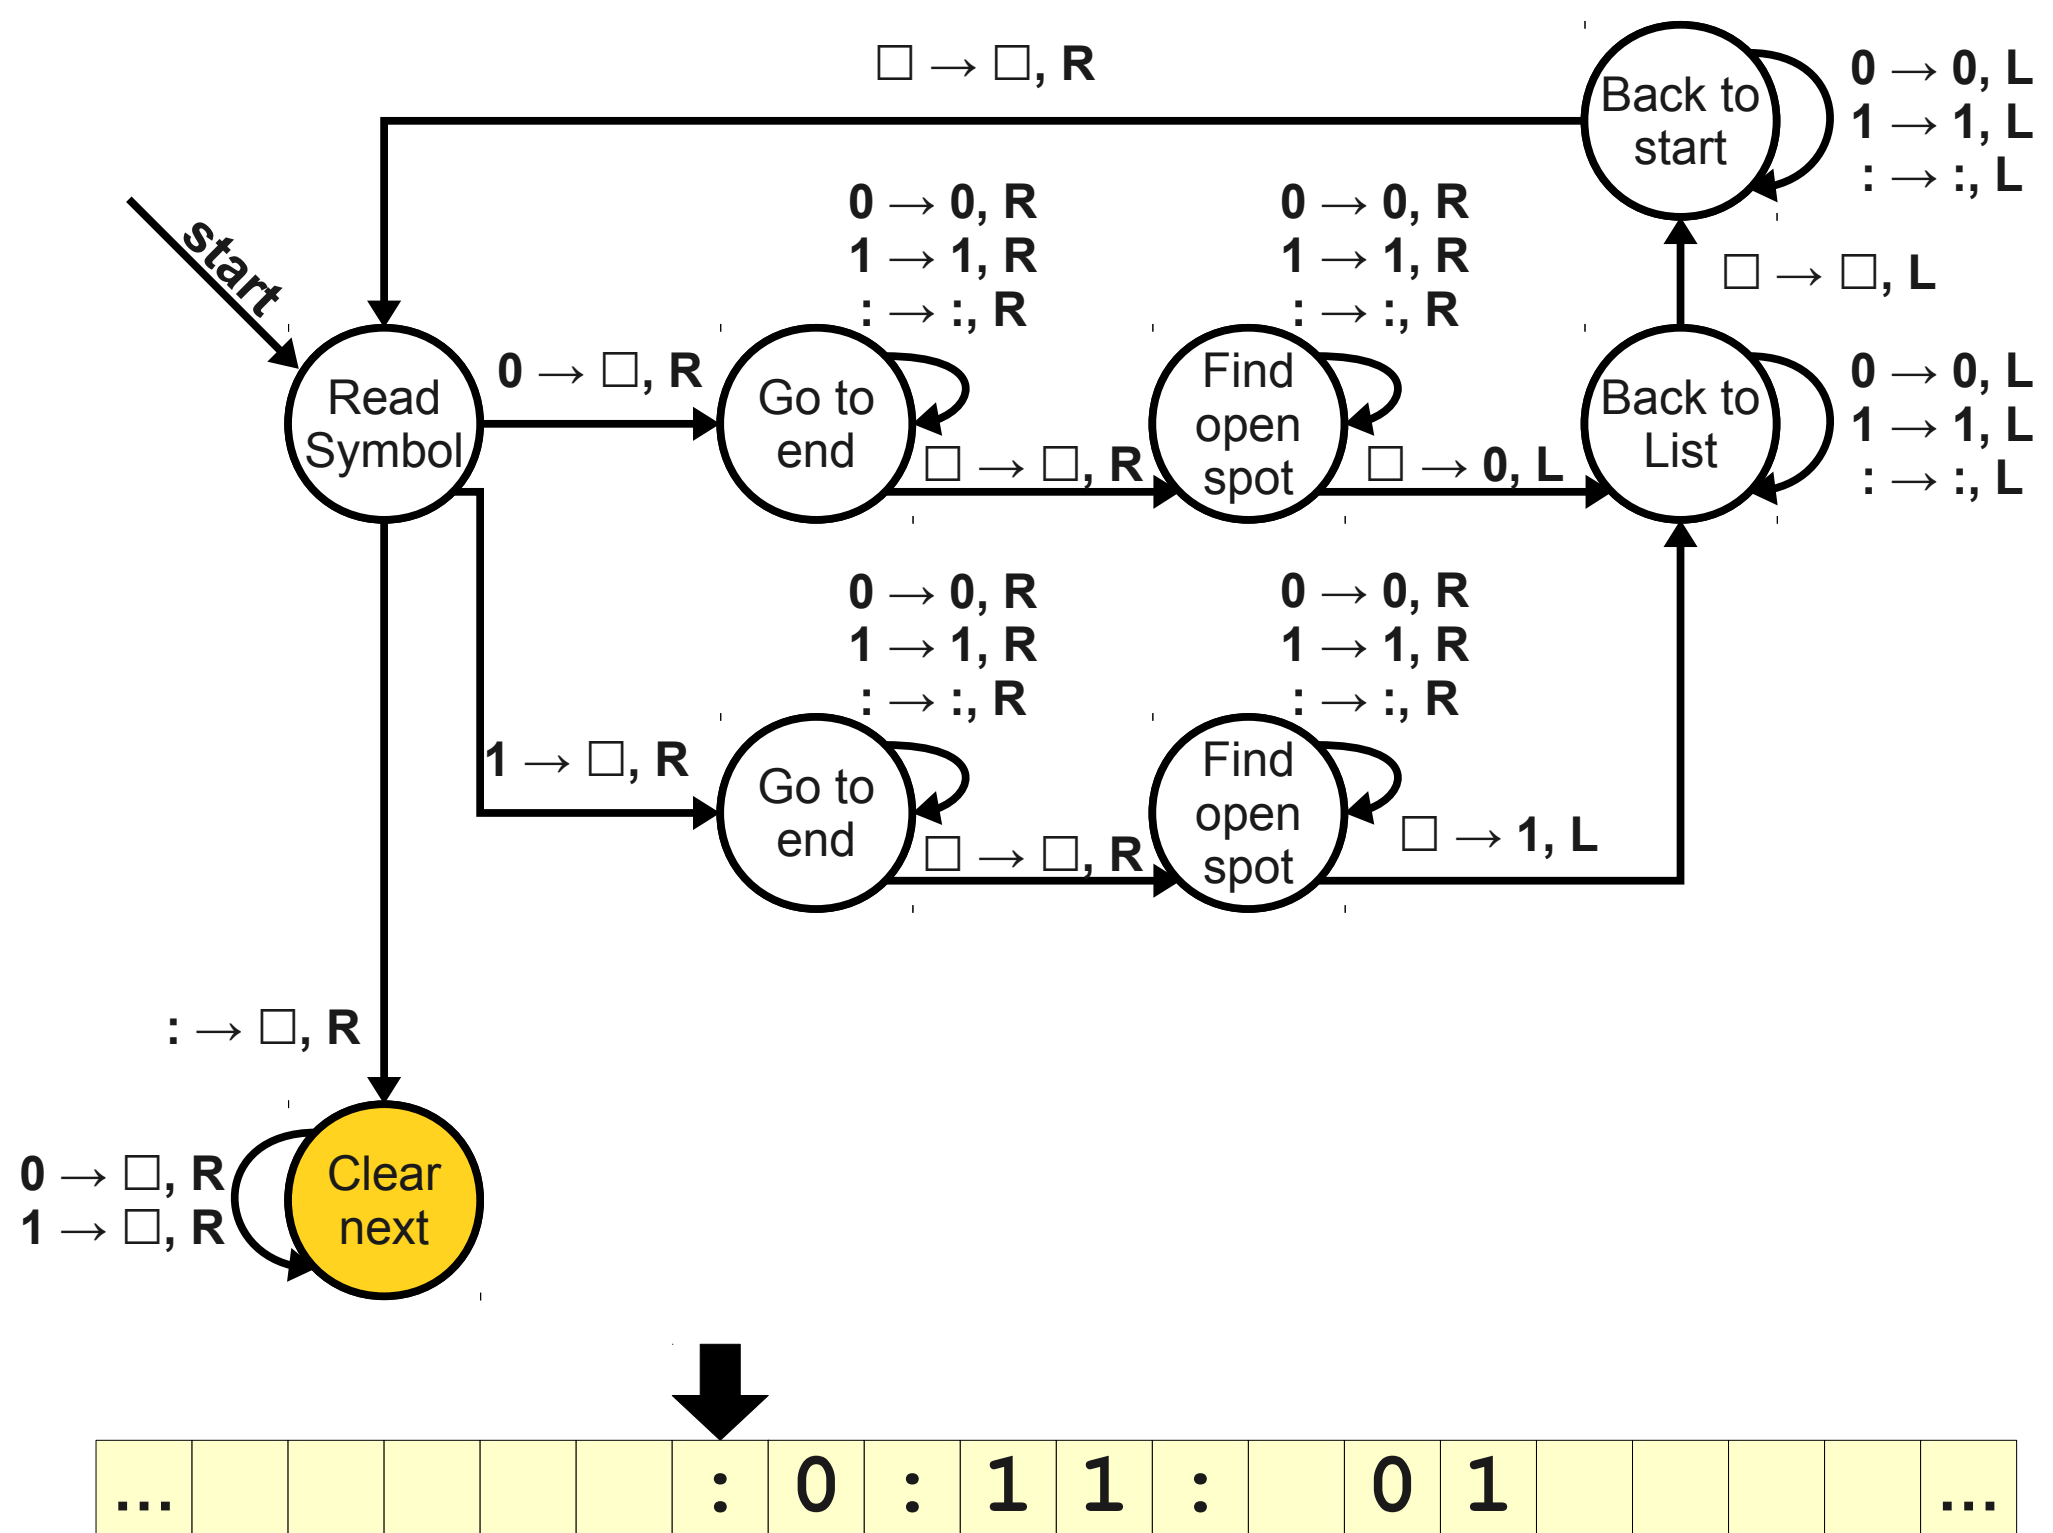 □ → □, R
Back to
start
0 → 0, L
1 → 1, L
: → :, L
start
0 → 0, R
1 → 1, R
: → :, R
0 → 0, R
1 → 1, R
: → :, R
□ → □, L
Read
Symbol
0 → □, R
Go to
end
□ → □, R
Find
open
spot
□ → 0, L
Back to
List
0 → 0, L
1 → 1, L
: → :, L
0 → 0, R
1 → 1, R
: → :, R
0 → 0, R
1 → 1, R
: → :, R
1 → □, R
Go to
end
□ → □, R
Find
open
spot
□ → 1, L
: → □, R
0 → □, R
1 → □, R
Clear
next
... : 0 : 1 1 : 0 1 ...